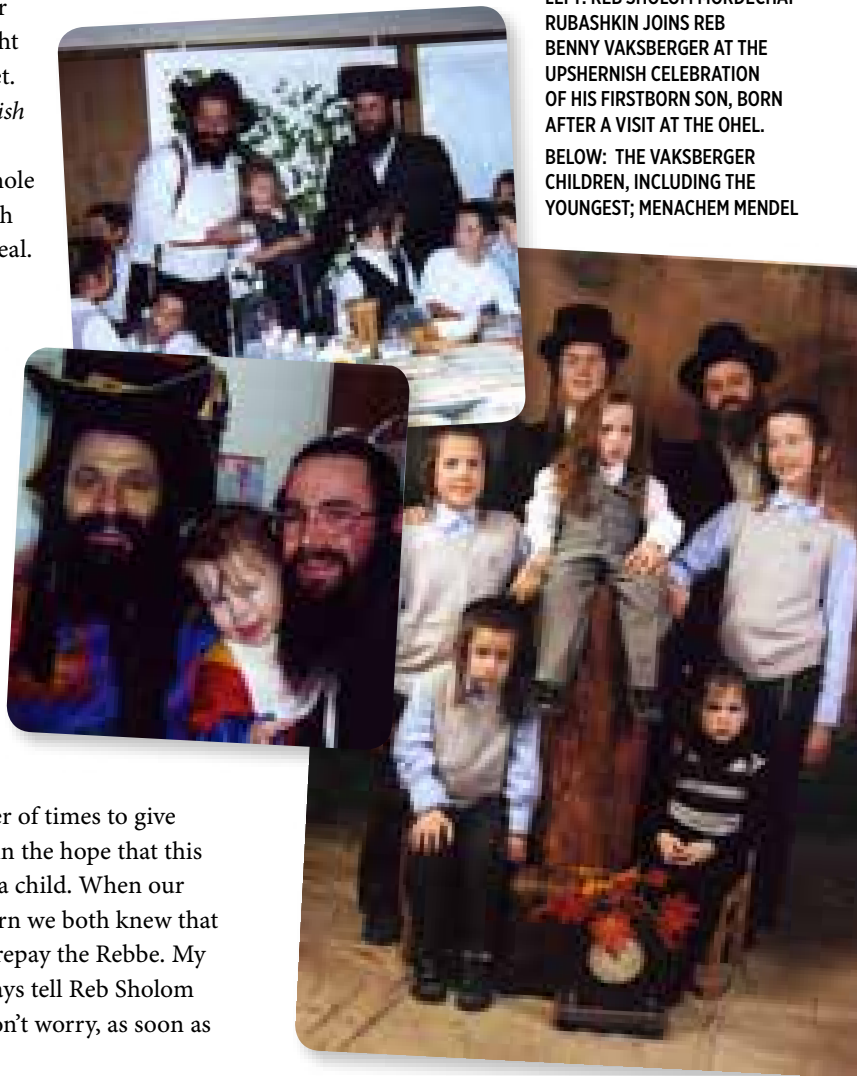 r
ht
et.
ish
hole
h
eal.
LEFT: REB SHOLOM MORDECHAI
RUBASHKIN JOINS REB
BENNY VAKSBERGER AT THE
UPSHERNISH CELEBRATION
OF HIS FIRSTBORN SON, BORN
AFTER A VISIT AT THE OHEL.
BELOW: THE VAKSBERGER
CHILDREN, INCLUDING THE
YOUNGEST; MENACHEM MENDEL
er of times to give
in the hope that this
a child. When our
rn we both knew that
repay the Rebbe. My
ays tell Reb Sholom
on’t worry, as soon as